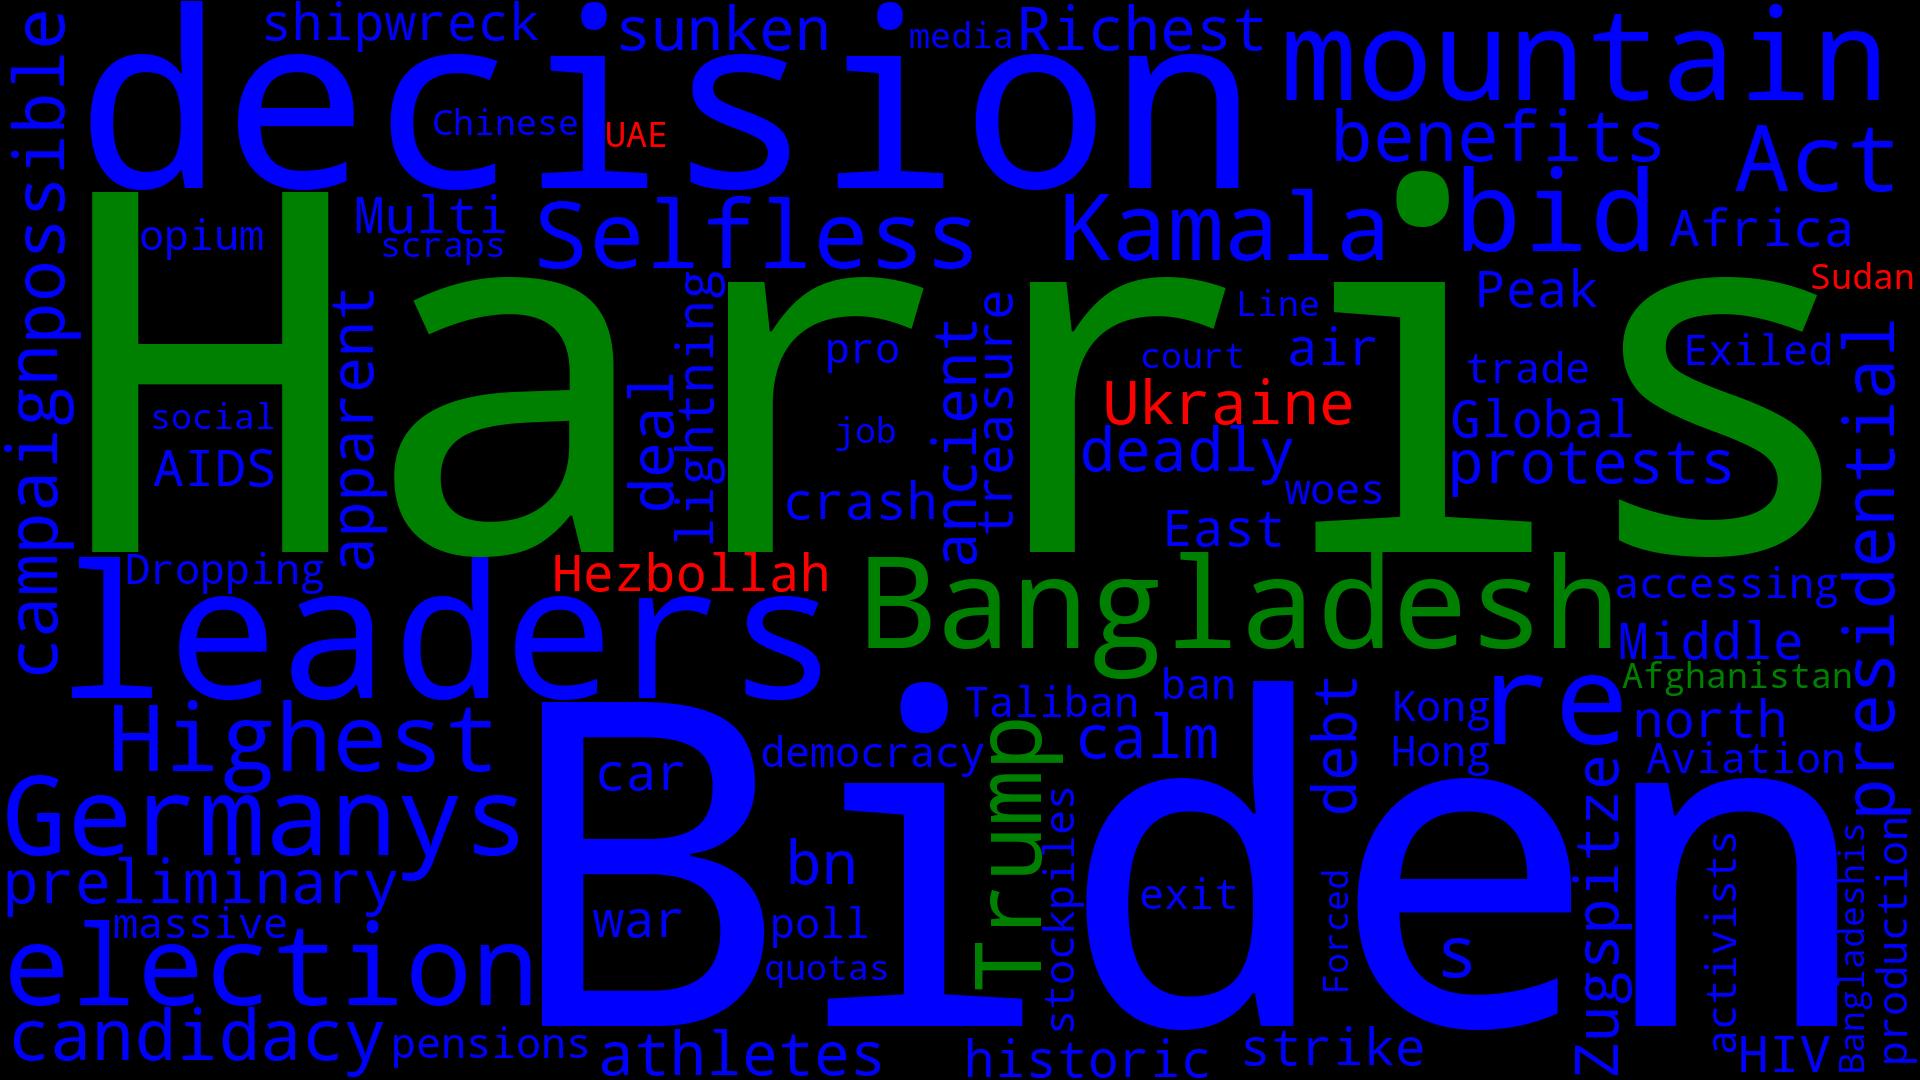 shipwreck
sunken
media
Richest
mountain
decision
possible
Chinese
UAE
benefits
Act
opium
Multi
scraps
Selfless
Kamala
bid
Africa
Harris
Peak
Sudan
apparent
lightning
treasure
Line
pro
court
air
trade
Exiled
social
AIDS
deal
job
ancient
Ukraine
deadly
Global
protests
presidential
campaign
crash
woes
East
Dropping
leaders
Hezbollah
Bangladesh
accessing
Middle
Afghanistan
Highest
Taliban
ban
calm
debt
Kong
Hong
re
north
Aviation
Germanys
Biden
car
democracy
Trump
preliminary
massive
election
war
bn
poll
quotas
stockpiles
exit
Forced
s
Zugspitze
activists
Bangladeshis
production
candidacy
pensions
athletes
historic
strike
HIV